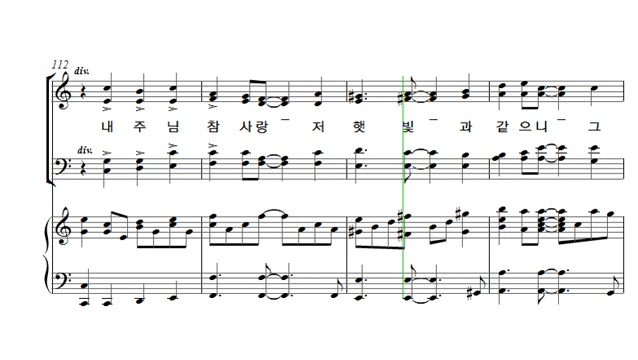 112
div.
내 주 님 참 사랑 – 저 햇 빛 – 과 같 으니 – 그
div.